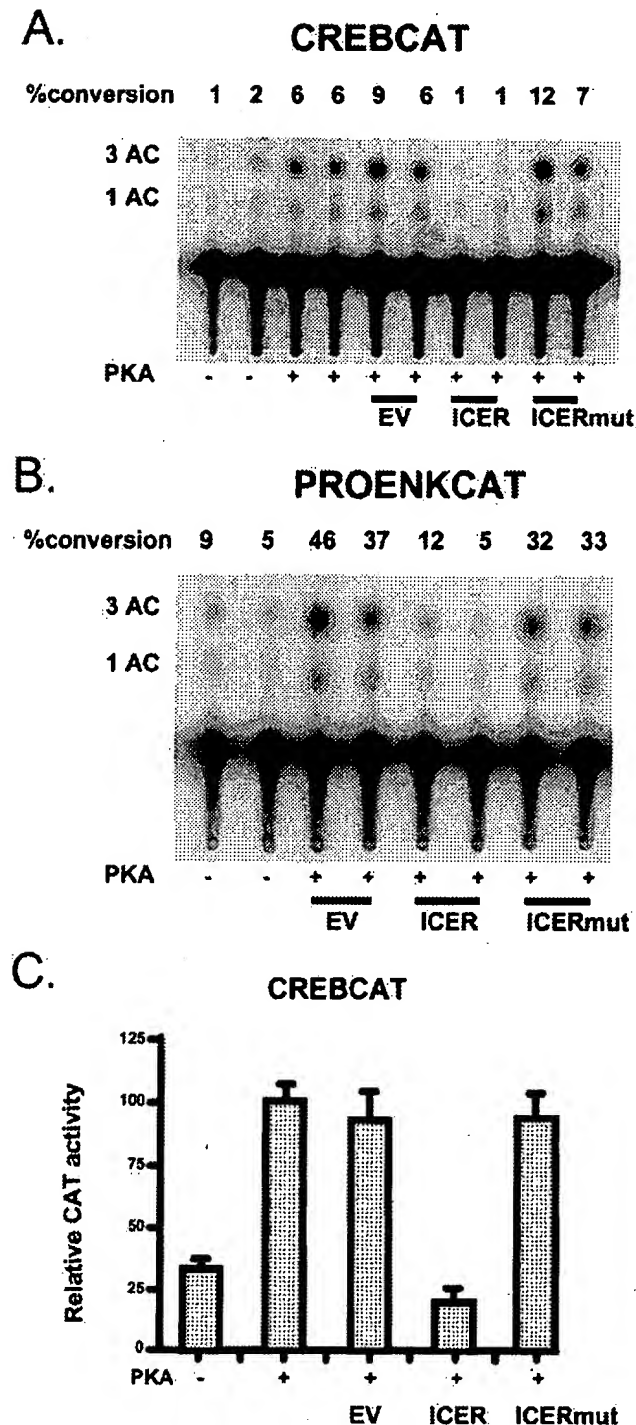 A.
CREBCAT
%conversion 1 2 6 6 9 6 1 1 12 7
3 AC
1 AC
PKA - - + + + + + + + +
EV ICER ICERmut
B.
PROENKCAT
%conversion 9 5 46 37 12 5 32 33
3 AC
1 AC
PKA - - + + + + + +
EV ICER ICERmut
C.
CREBCAT
Relative CAT activity
125
100
75
50
25
0
PKA - + + + +
EV ICER ICERmut